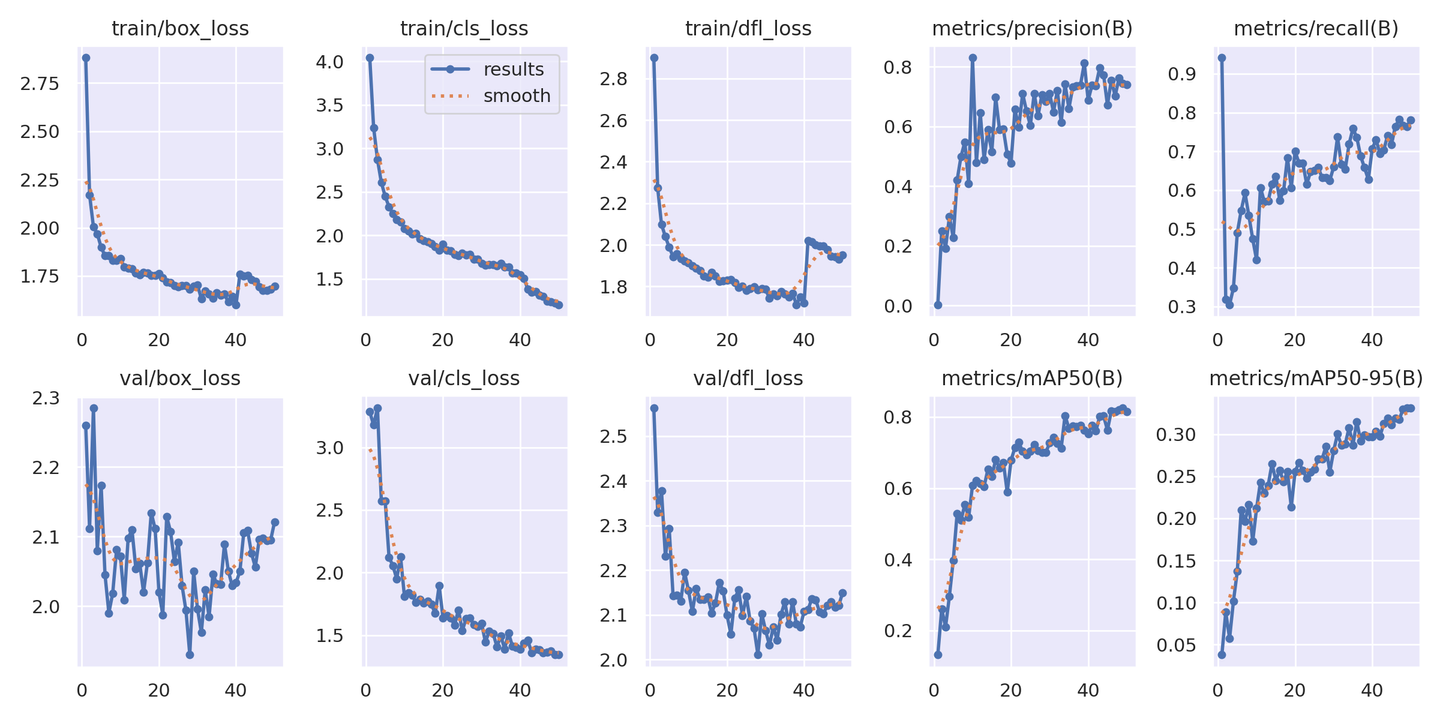 train/box_loss
train/cls_loss
train/dfl_loss
metrics/precision(B)
metrics/recall(B)
2.75
2.50
2.25
2.00
1.75
0 20 40
4.0
3.5
3.0
2.5
2.0
1.5
0 20 40
results
smooth
2.8
2.6
2.4
2.2
2.0
1.8
0 20 40
0.8
0.6
0.4
0.2
0.0
0 20 40
0.9
0.8
0.7
0.6
0.5
0.4
0.3
0 20 40
val/box_loss
val/cls_loss
val/dfl_loss
metrics/mAP50(B)
metrics/mAP50-95(B)
2.3
2.2
2.1
2.0
0 20 40
3.0
2.5
2.0
1.5
0 20 40
2.5
2.4
2.3
2.2
2.1
2.0
0 20 40
0.8
0.6
0.4
0.2
0 20 40
0.30
0.25
0.20
0.15
0.10
0.05
0 20 40